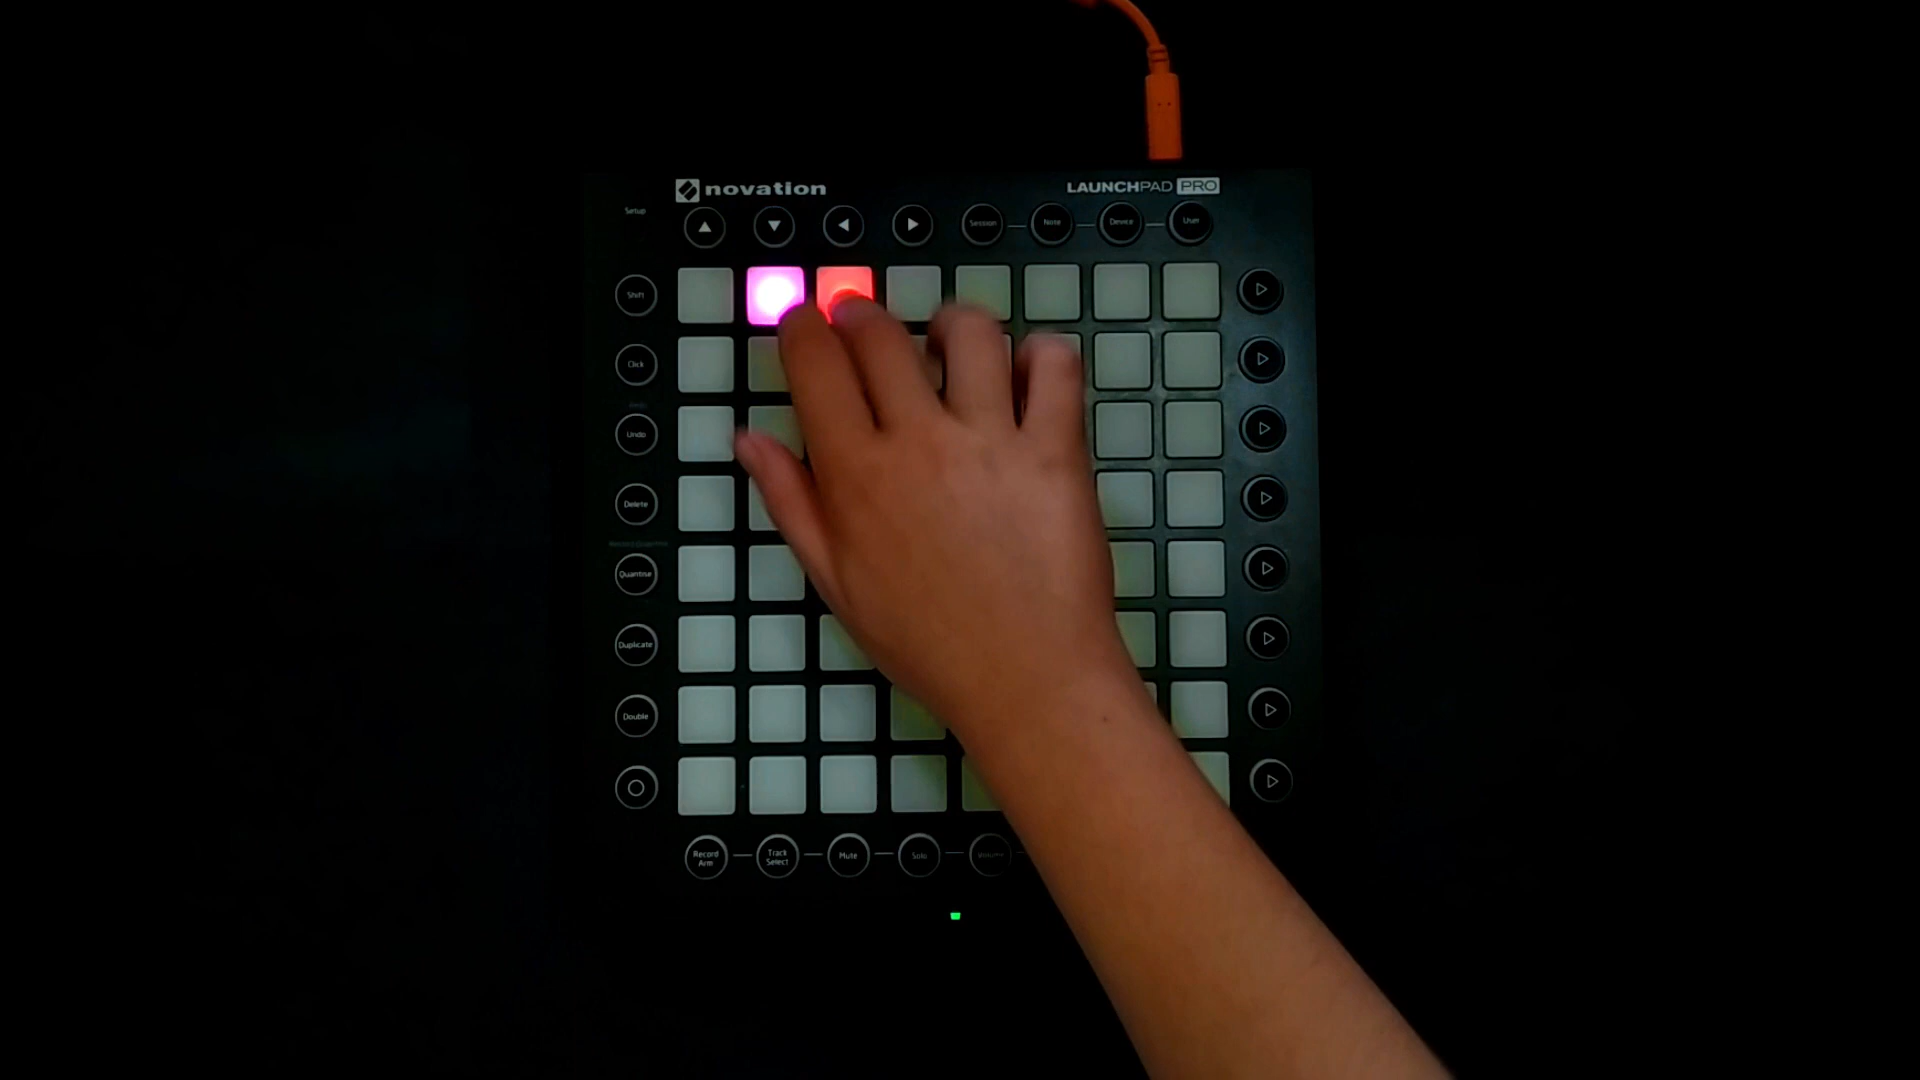 novation
LAUNCHPAD PRO
Setup
Session
Note
Device
User
Shift
Click
Undo
Delete
Quantise
Duplicate
Double
Record
Arm
Track
Select
Mute
Solo
Volume